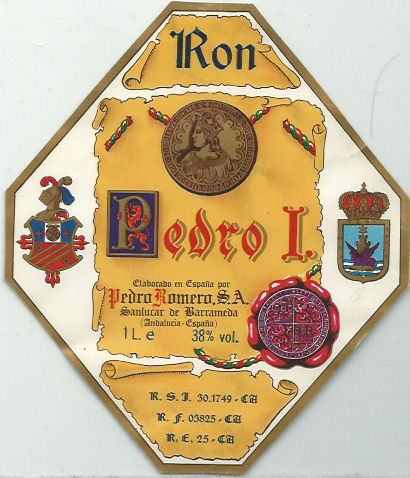 Ron
Pedro I.
Elaborado en España por
Pedro Romero, S.A.
Sanlucar de Barrameda
(Andalucia - España)
1 L. e 38% vol.
R. S. I. 30.1749 - CA
R. F. 03825 - CA
R. E. 25 - CA